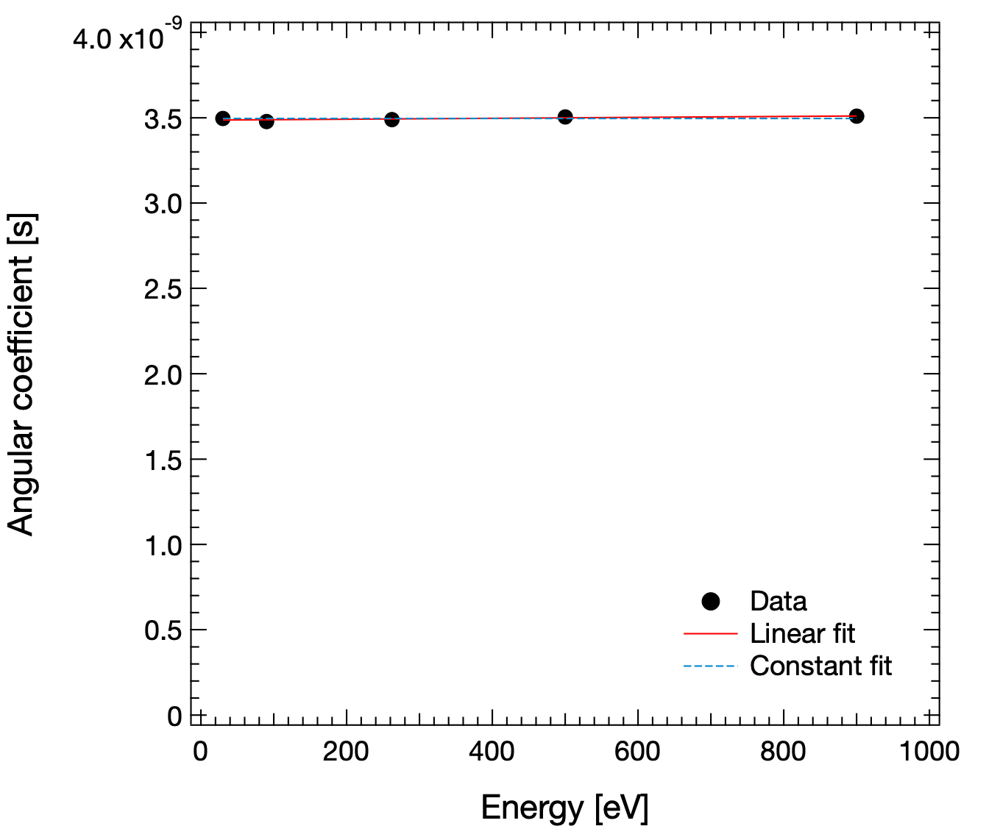 4.0 x10-9
3.5
3.0
2.5
2.0
1.5
1.0
0.5
0
Angular coefficient [s]
Data
Linear fit
Constant fit
0 200 400 600 800 1000
Energy [eV]